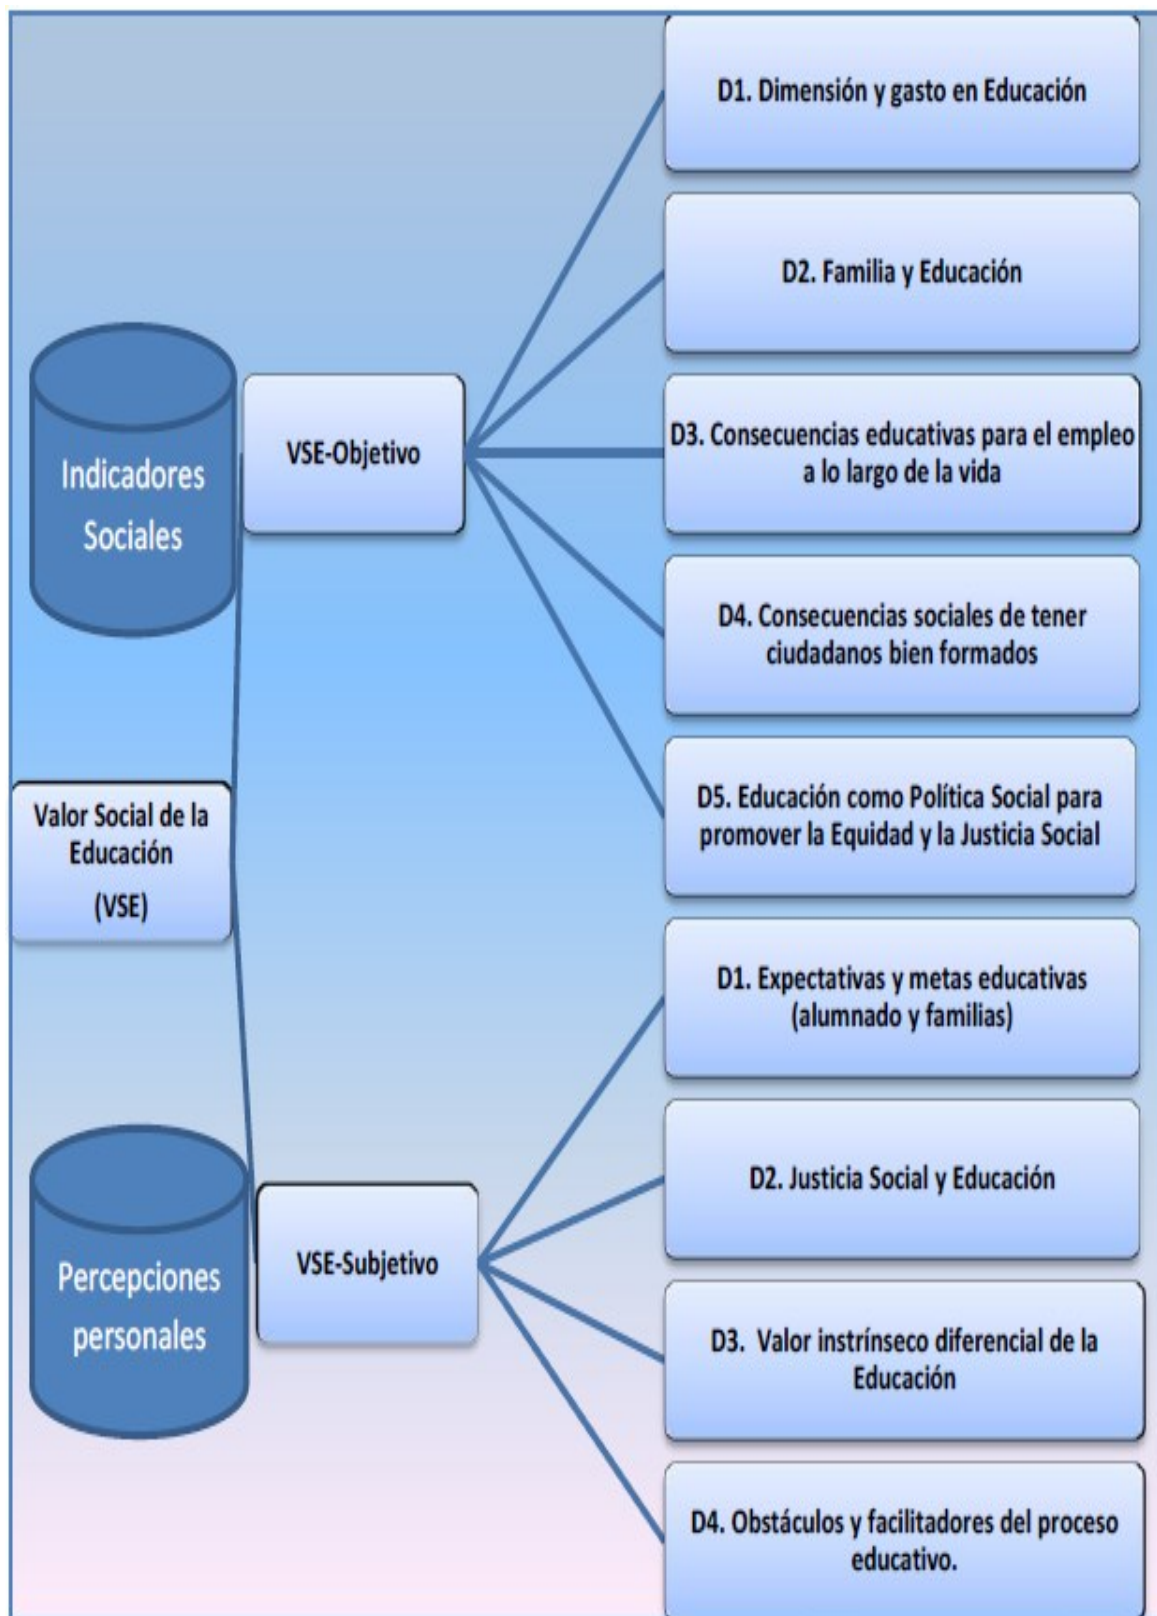 D1. Dimensión y gasto en Educación
D2. Familia y Educación
Indicadores
Sociales
VSE-Objetivo
D3. Consecuencias educativas para el empleo
a lo largo de la vida
D4. Consecuencias sociales de tener
ciudadanos bien formados
D5. Educación como Política Social para
promover la Equidad y la Justicia Social
Valor Social de la
Educación
(VSE)
D1. Expectativas y metas educativas
(alumnado y familias)
D2. Justicia Social y Educación
Percepciones
personales
VSE-Subjetivo
D3. Valor instrínseco diferencial de la
Educación
D4. Obstáculos y facilitadores del proceso
educativo.